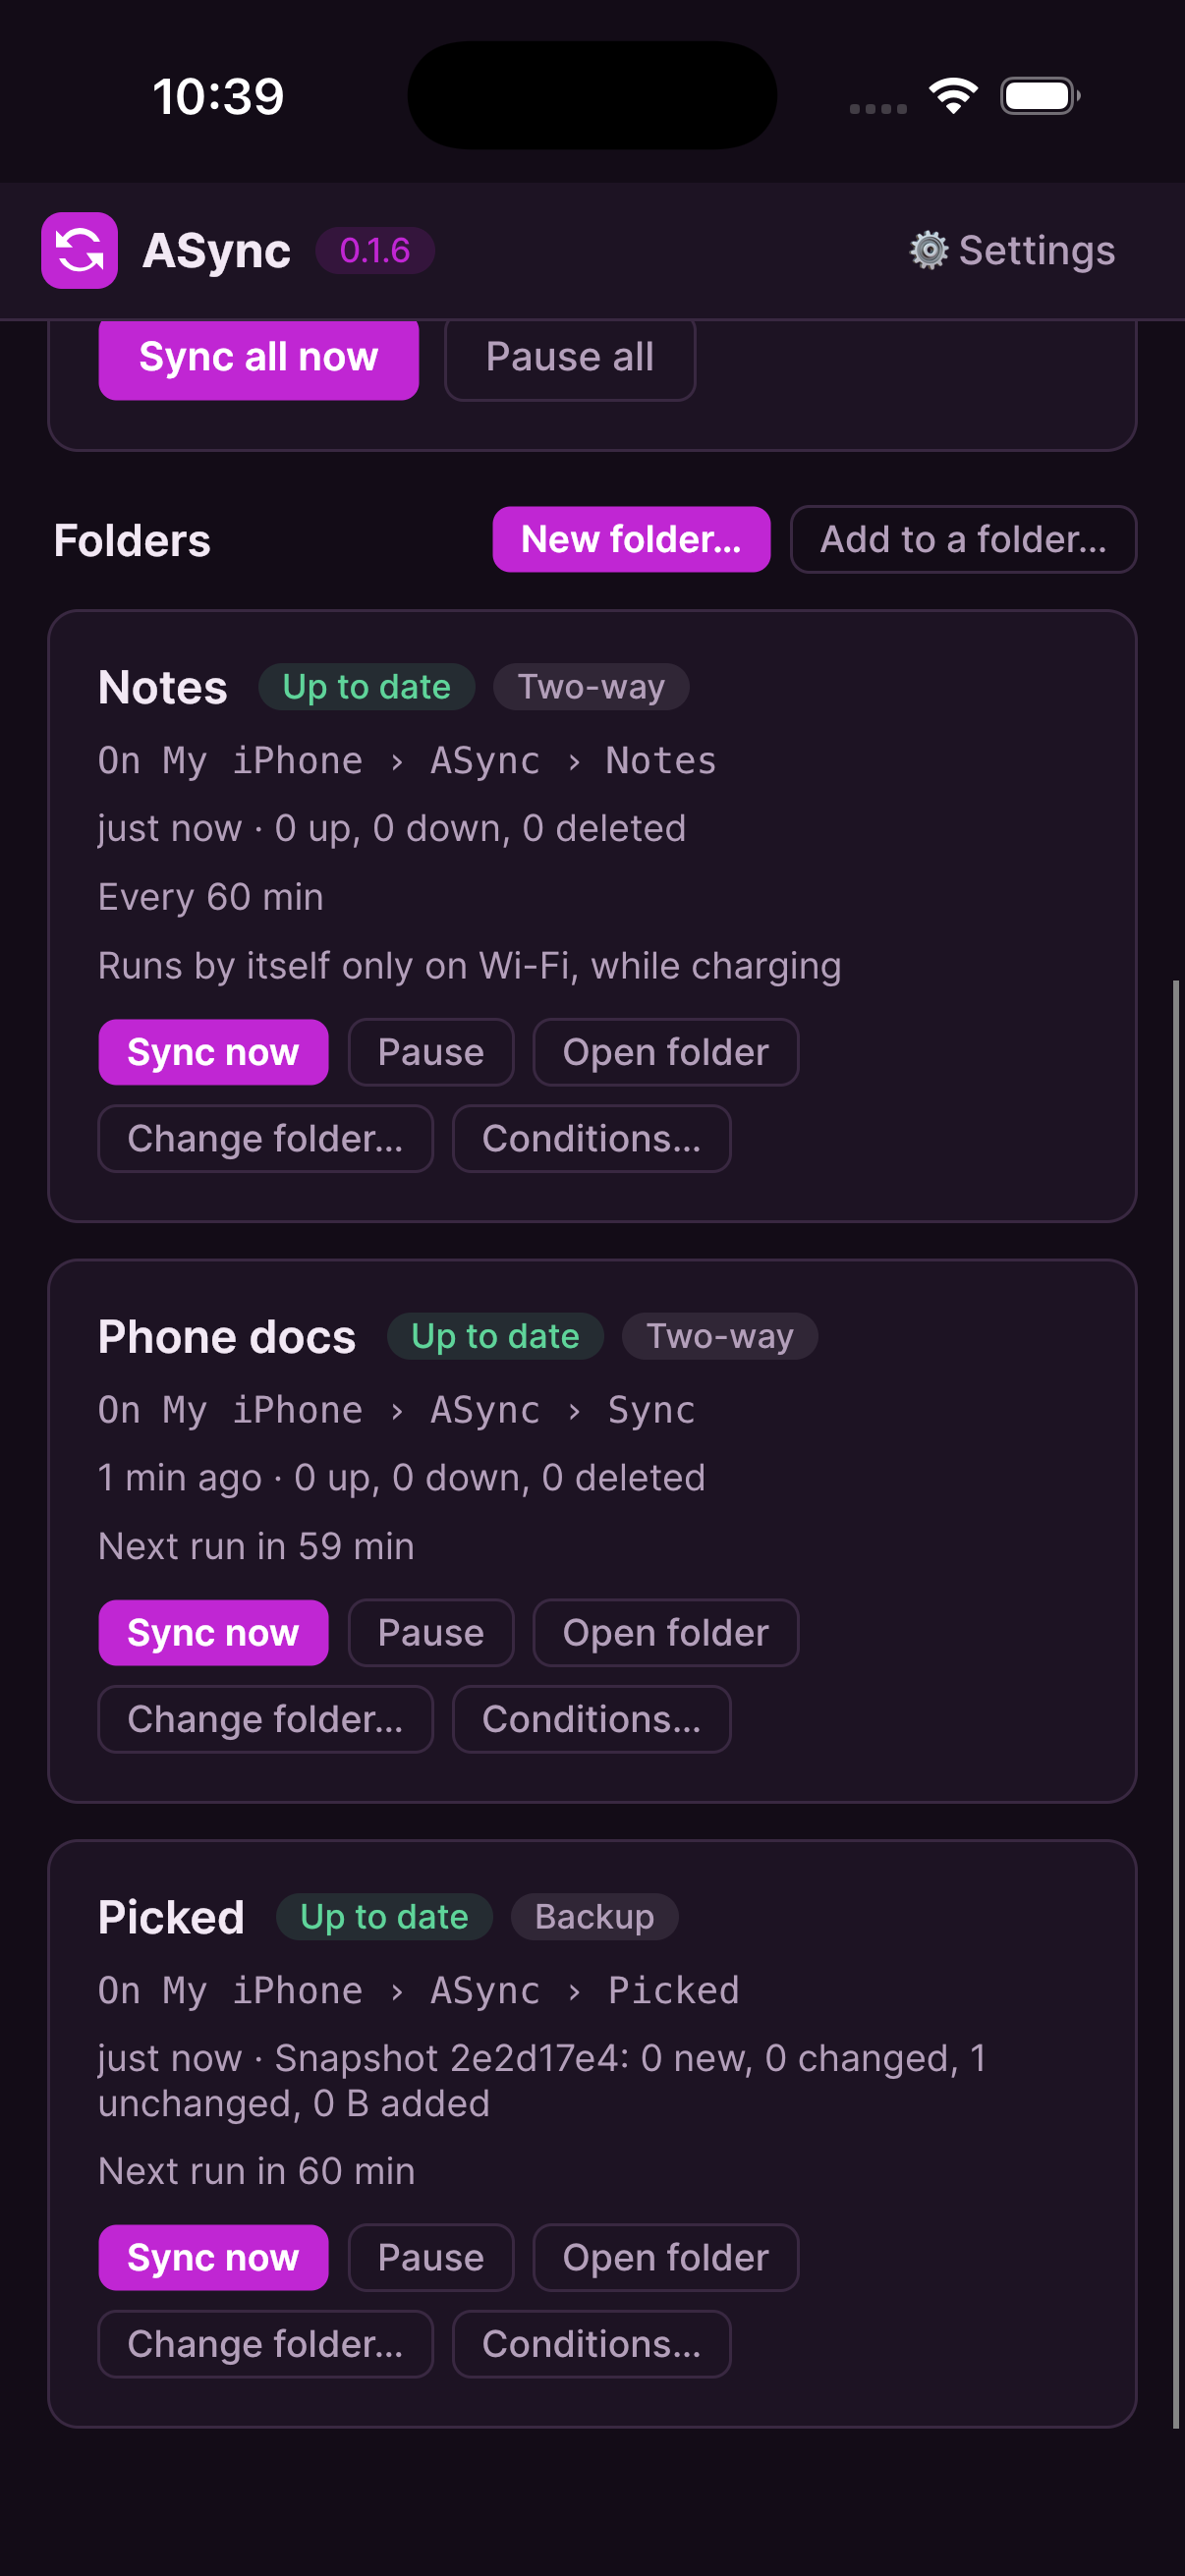 10:39
ASync 0.1.6 Settings
Sync all now Pause all
Folders New folder... Add to a folder...
Notes Up to date Two-way
On My iPhone › ASync › Notes
just now · 0 up, 0 down, 0 deleted
Every 60 min
Runs by itself only on Wi-Fi, while charging
Sync now Pause Open folder
Change folder... Conditions...
Phone docs Up to date Two-way
On My iPhone › ASync › Sync
1 min ago · 0 up, 0 down, 0 deleted
Next run in 59 min
Sync now Pause Open folder
Change folder... Conditions...
Picked Up to date Backup
On My iPhone › ASync › Picked
just now · Snapshot 2e2d17e4: 0 new, 0 changed, 1
unchanged, 0 B added
Next run in 60 min
Sync now Pause Open folder
Change folder... Conditions...